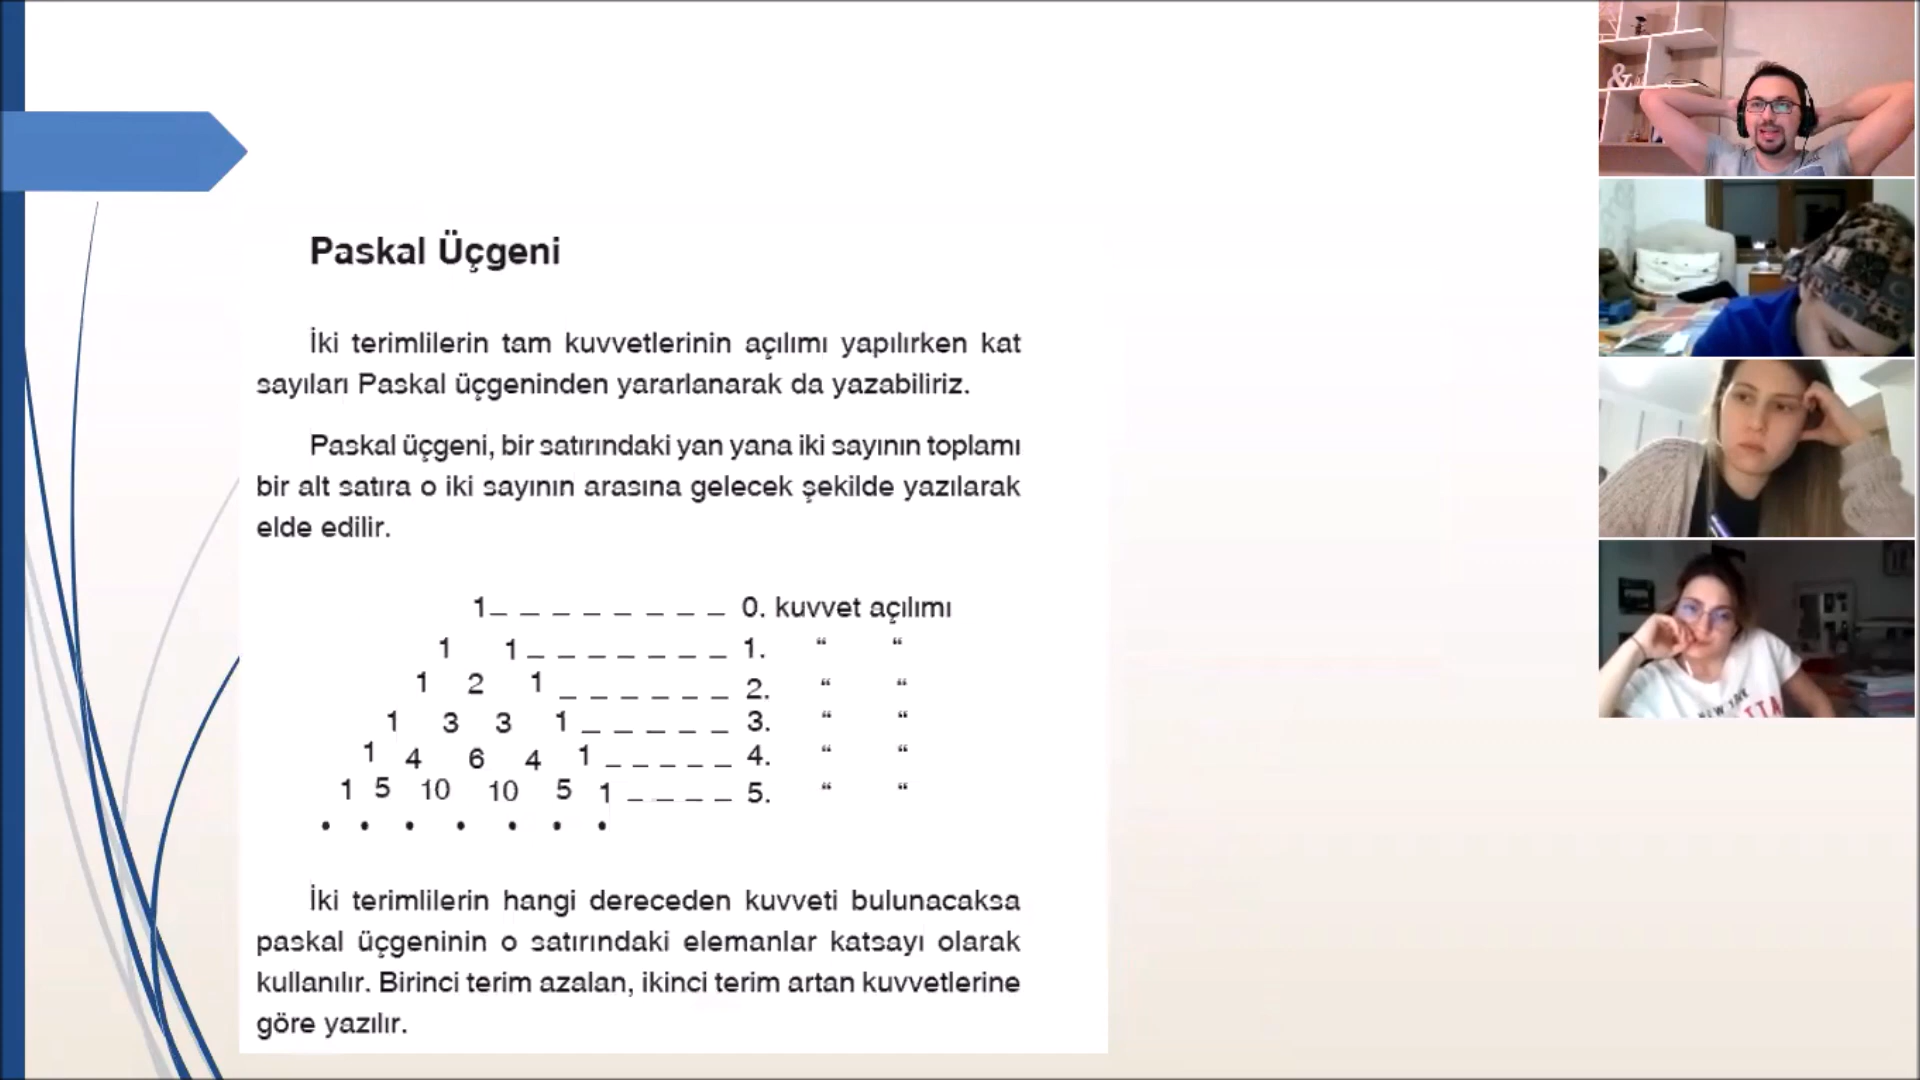 Paskal Üçgeni
İki terimlilerin tam kuvvetlerinin açılımı yapılırken kat
sayıları Paskal üçgeninden yararlanarak da yazabiliriz.
Paskal üçgeni, bir satırındaki yan yana iki sayının toplamı
bir alt satıra o iki sayının arasına gelecek şekilde yazılarak
elde edilir.
1_ _ _ _ _ _ _ _ 0. kuvvet açılımı
1 1_ _ _ _ _ _ _ 1. “ “
1 2 1 _ _ _ _ _ _ 2. “ “
1 3 3 1 _ _ _ _ _ 3. “ “
1 4 6 4 1 _ _ _ _ _ 4. “ “
1 5 10 10 5 1 _ _ _ _ 5. “ “
• • • • • • •
İki terimlilerin hangi dereceden kuvveti bulunacaksa
paskal üçgeninin o satırındaki elemanlar katsayı olarak
kullanılır. Birinci terim azalan, ikinci terim artan kuvvetlerine
göre yazılır.
&